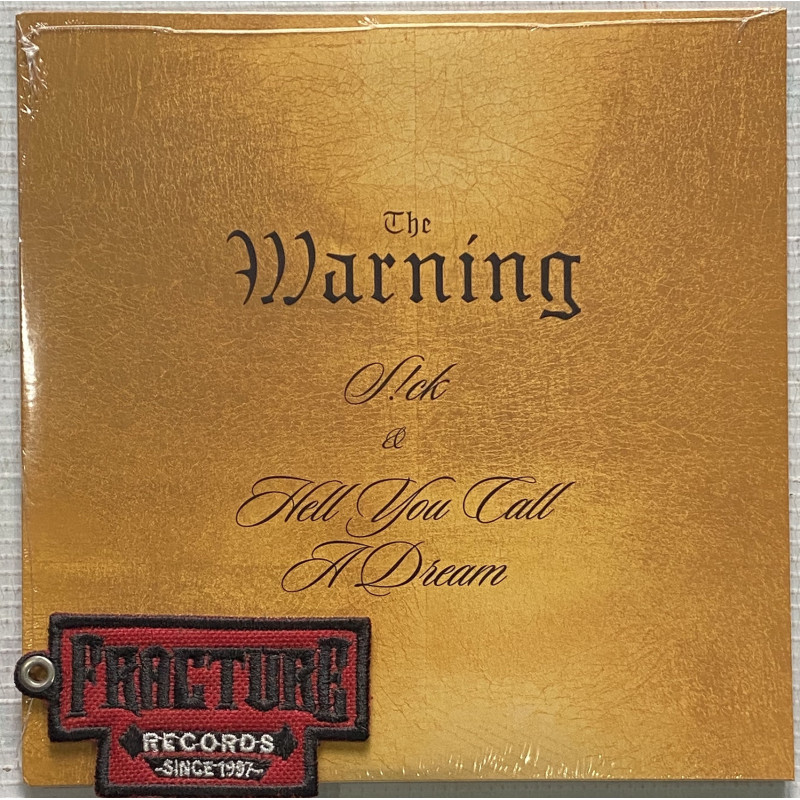 The
Warning
S!ck
&
Hell You Call
A Dream
FRACTURE
RECORDS
-SINCE 1997-